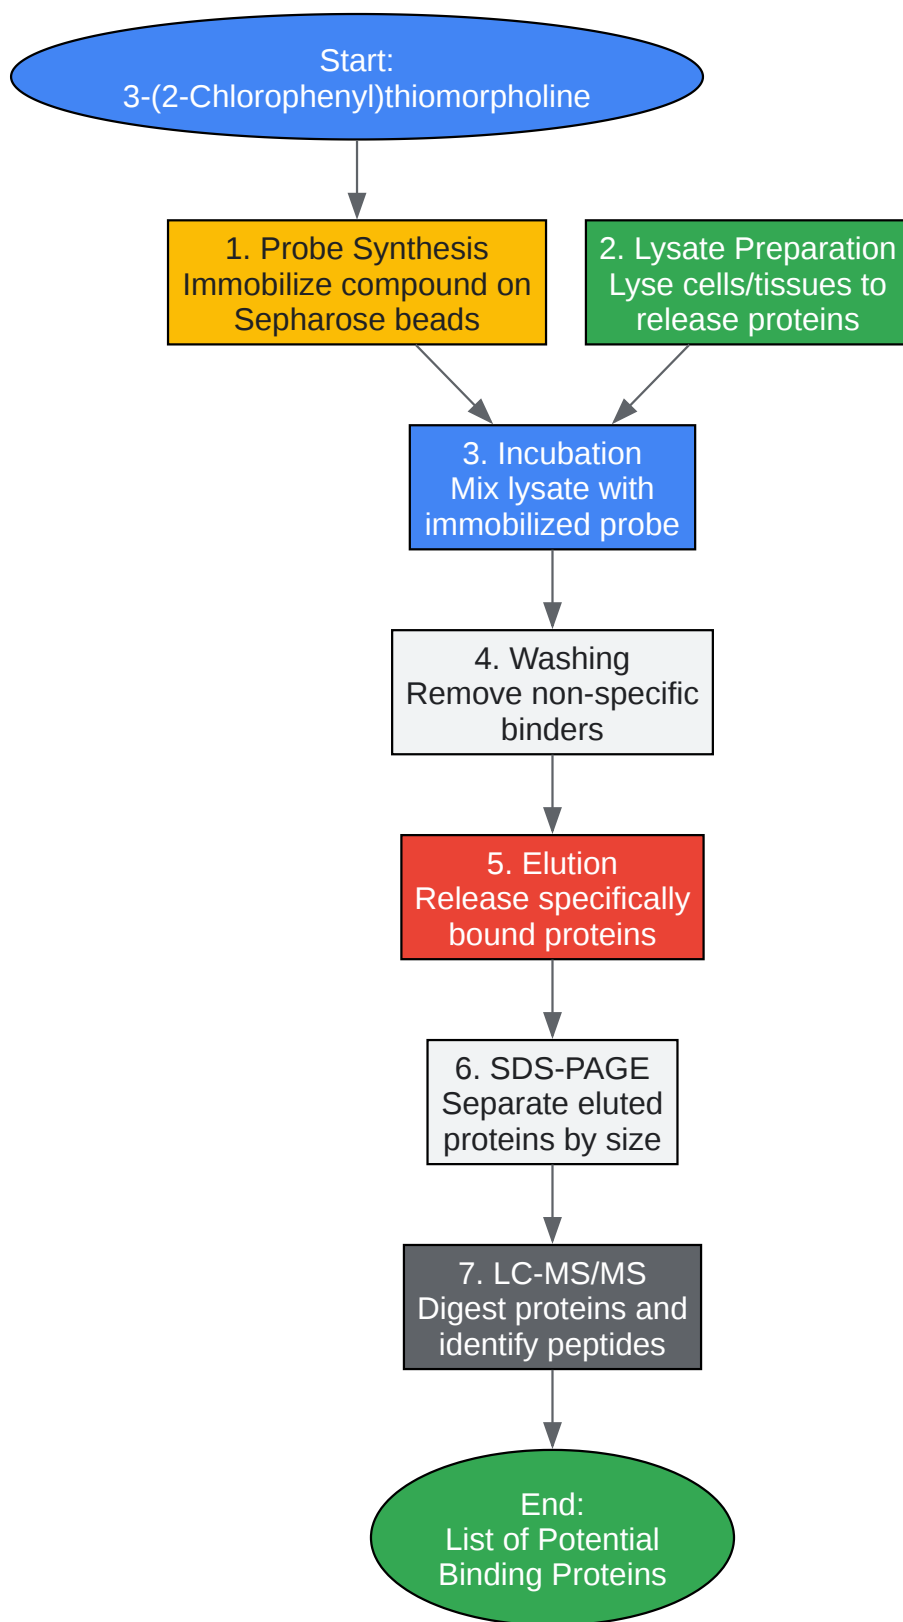 Start:
3-(2-Chlorophenyl)thiomorpholine
1. Probe Synthesis
Immobilize compound on
Sepharose beads
2. Lysate Preparation
Lyse cells/tissues to
release proteins
3. Incubation
Mix lysate with
immobilized probe
4. Washing
Remove non-specific
binders
5. Elution
Release specifically
bound proteins
6. SDS-PAGE
Separate eluted
proteins by size
7. LC-MS/MS
Digest proteins and
identify peptides
End:
List of Potential
Binding Proteins